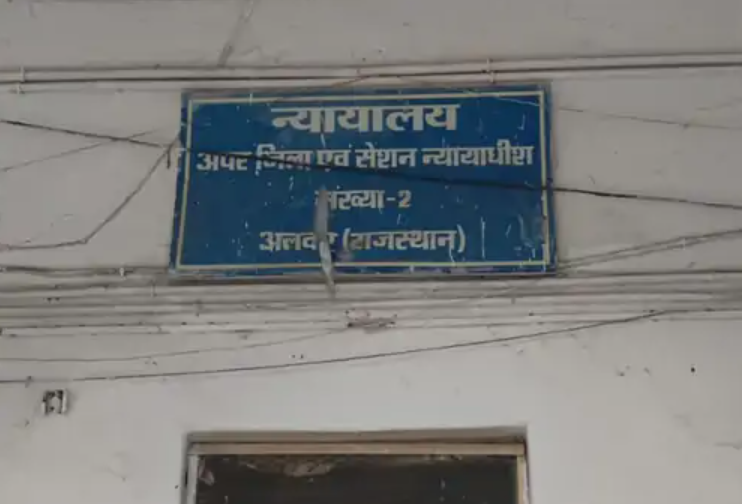 न्यायालय
अपर जिला एवं सेशन न्यायाधीश
संख्या-2
अलवर (राजस्थान)